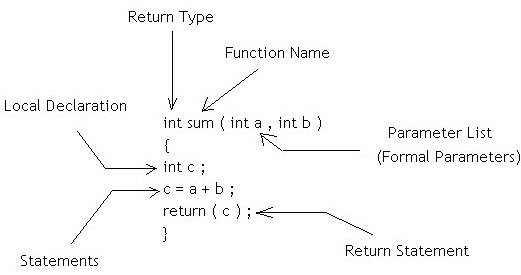 Return Type
Function Name
Local Declaration
int sum ( int a , int b )
Parameter List
(Formal Parameters)
{
int c ;
c = a + b ;
return ( c ) ;
}
Statements
Return Statement